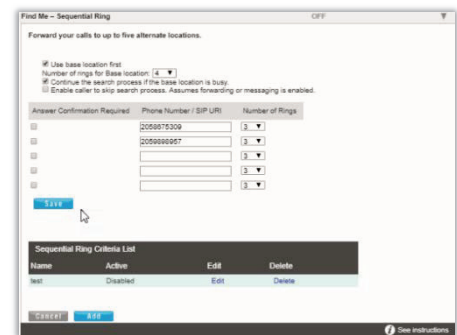 Find Me – Sequential Ring OFF
Forward your calls to up to five alternate locations.
Use base location first
Number of rings for Base location: 4
Continue the search process if the base location is busy.
Enable caller to skip search process. Assumes forwarding or messaging is enabled.
Answer Confirmation Required Phone Number / SIP URI Number of Rings
2058675309 3
2059898957 3
3
3
3
Save
Sequential Ring Criteria List
Name Active Edit Delete
test Disabled Edit Delete
Cancel Add
See instructions